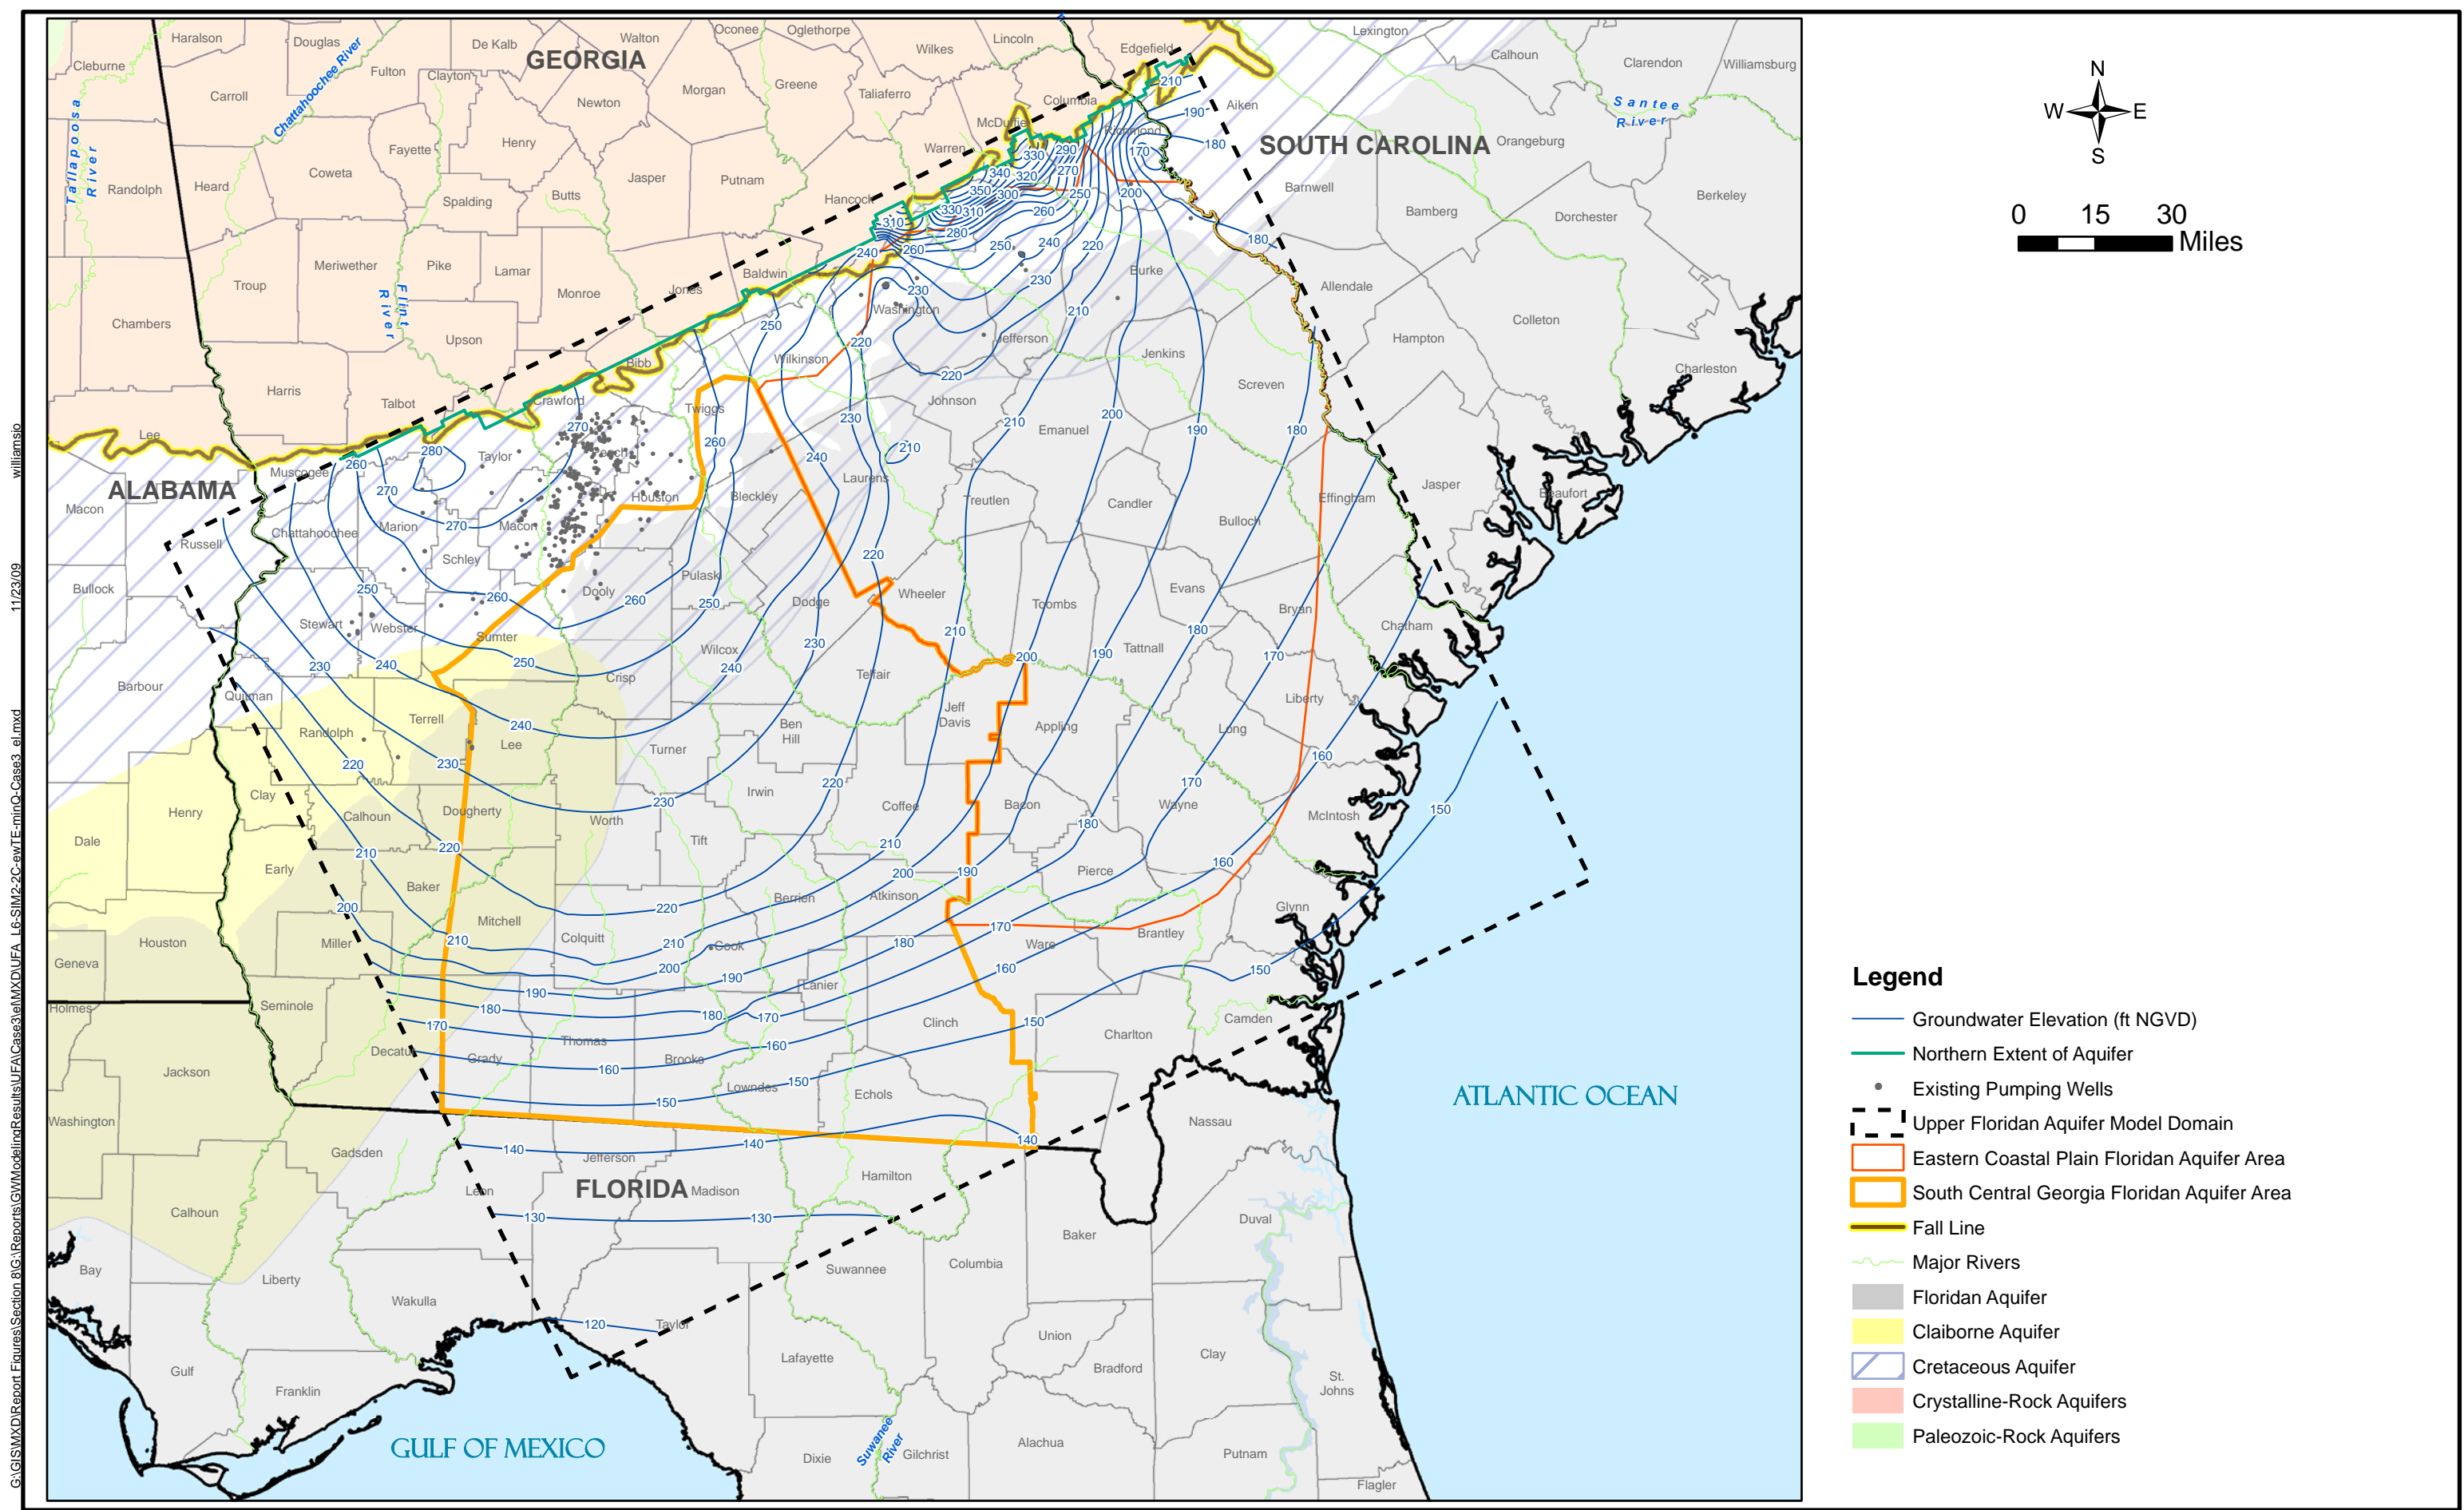 GEORGIA
SOUTH CAROLINA
ALABAMA
FLORIDA
ATLANTIC OCEAN
GULF OF MEXICO
Chattahoochee River
Tallapoosa River
Flint River
Santee River
Suwanee River
Haralson
Douglas
De Kalb
Walton
Oconee
Oglethorpe
Wilkes
Lincoln
Edgefield
Lexington
Calhoun
Clarendon
Williamsburg
Cleburne
Carroll
Fulton
Clayton
Newton
Morgan
Greene
Taliaferro
McDuffie
Columbia
Richmond
Aiken
Orangeburg
Randolph
Heard
Coweta
Fayette
Henry
Spalding
Butts
Jasper
Putnam
Hancock
Warren
Barnwell
Bamberg
Dorchester
Berkeley
Chambers
Troup
Meriwether
Pike
Lamar
Monroe
Jones
Baldwin
Washington
Burke
Allendale
Colleton
Hampton
Charleston
Lee
Harris
Talbot
Upson
Crawford
Bibb
Twiggs
Wilkinson
Jefferson
Jenkins
Screven
Johnson
Emanuel
Macon
Muscogee
Taylor
Houston
Bleckley
Laurens
Treutlen
Candler
Bulloch
Effingham
Jasper
Beaufort
Russell
Chattahoochee
Marion
Macon
Schley
Bullock
Stewart
Webster
Sumter
Dooly
Pulaski
Dodge
Wheeler
Toombs
Evans
Bryan
Chatham
Barbour
Quitman
Randolph
Terrell
Lee
Crisp
Wilcox
Telfair
Jeff Davis
Appling
Tattnall
Long
Liberty
Henry
Dale
Clay
Calhoun
Dougherty
Worth
Turner
Ben Hill
Irwin
Tift
Coffee
Bacon
Wayne
McIntosh
Early
Baker
Mitchell
Berrien
Atkinson
Pierce
Glynn
Houston
Geneva
Miller
Colquitt
Cook
Lanier
Ware
Brantley
Holmes
Seminole
Grady
Thomas
Brooks
Lowndes
Clinch
Echols
Charlton
Camden
Jackson
Washington
Gadsden
Leon
Jefferson
Madison
Hamilton
Nassau
Baker
Duval
Calhoun
Bay
Liberty
Wakulla
Taylor
Suwannee
Columbia
Union
Bradford
Clay
St. Johns
Gulf
Franklin
Lafayette
Dixie
Gilchrist
Alachua
Putnam
Flagler
N
W
E
S
0 15 30
Miles
Legend
Groundwater Elevation (ft NGVD)
Northern Extent of Aquifer
Existing Pumping Wells
Upper Floridan Aquifer Model Domain
Eastern Coastal Plain Floridan Aquifer Area
South Central Georgia Floridan Aquifer Area
Fall Line
Major Rivers
Floridan Aquifer
Claiborne Aquifer
Cretaceous Aquifer
Crystalline-Rock Aquifers
Paleozoic-Rock Aquifers
williamsjo
11/23/09